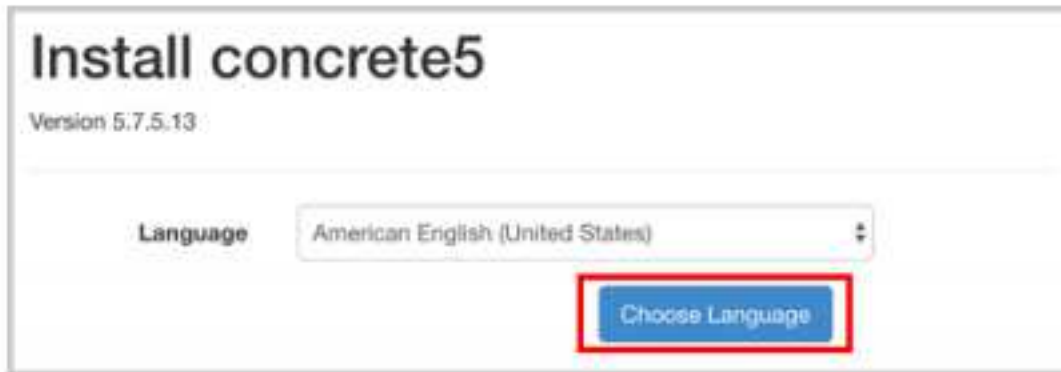 Install concrete5
Version 5.7.5.13
Language American English (United States)
Choose Language